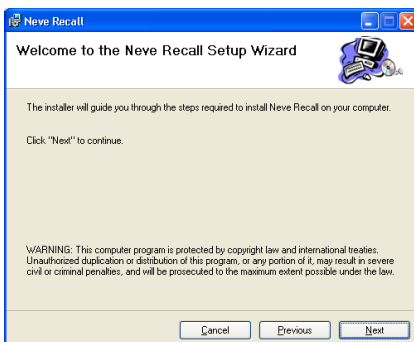 Neve Recall
Welcome to the Neve Recall Setup Wizard
The installer will guide you through the steps required to install Neve Recall on your computer.
Click "Next" to continue.
WARNING: This computer program is protected by copyright law and international treaties.
Unauthorized duplication or distribution of this program, or any portion of it, may result in severe
civil or criminal penalties, and will be prosecuted to the maximum extent possible under the law.
Cancel Previous Next